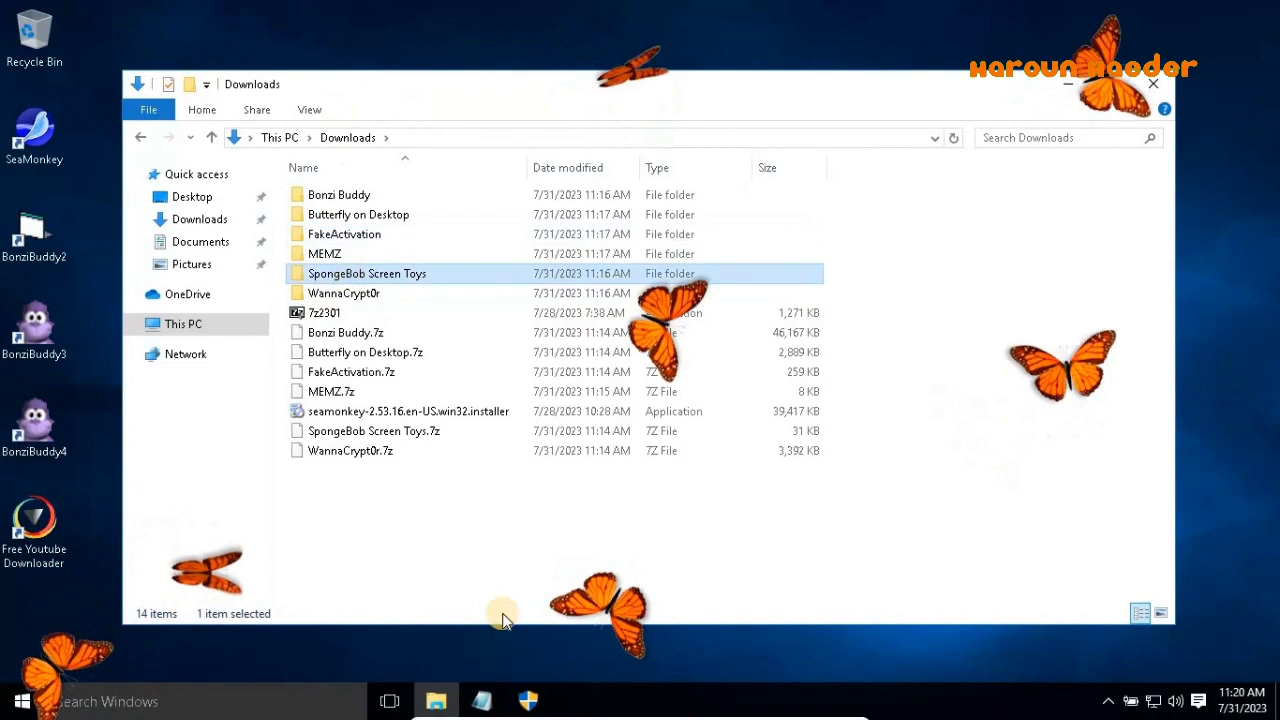 Recycle Bin
SeaMonkey
BonziBuddy2
BonziBuddy3
BonziBuddy4
Free Youtube
Downloader
Haroun Haeder
Downloads
File Home Share View
This PC > Downloads >
Search Downloads
Quick access
Desktop
Downloads
Documents
Pictures
OneDrive
This PC
Network
Name Date modified Type Size
Bonzi Buddy 7/31/2023 11:16 AM File folder
Butterfly on Desktop 7/31/2023 11:17 AM File folder
FakeActivation 7/31/2023 11:17 AM File folder
MEMZ 7/31/2023 11:17 AM File folder
SpongeBob Screen Toys 7/31/2023 11:16 AM File folder
WannaCrypt0r 7/31/2023 11:16 AM
7z2301 7/28/2023 7:38 AM 1,271 KB
Bonzi Buddy.7z 7/31/2023 11:14 AM 46,167 KB
Butterfly on Desktop.7z 7/31/2023 11:14 AM 2,889 KB
FakeActivation.7z 7/31/2023 11:14 AM 7Z 259 KB
MEMZ.7z 7/31/2023 11:15 AM 7Z File 8 KB
seamonkey-2.53.16.en-US.win32.installer 7/28/2023 10:28 AM Application 39,417 KB
SpongeBob Screen Toys.7z 7/31/2023 11:14 AM 7Z File 31 KB
WannaCrypt0r.7z 7/31/2023 11:14 AM 7Z File 3,392 KB
14 items 1 item selected
Search Windows
11:20 AM
7/31/2023